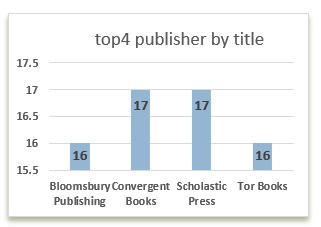 top4 publisher by title
17.5
17
16.5
16
15.5
16
17
17
16
Bloomsbury Publishing
Convergent Books
Scholastic Press
Tor Books